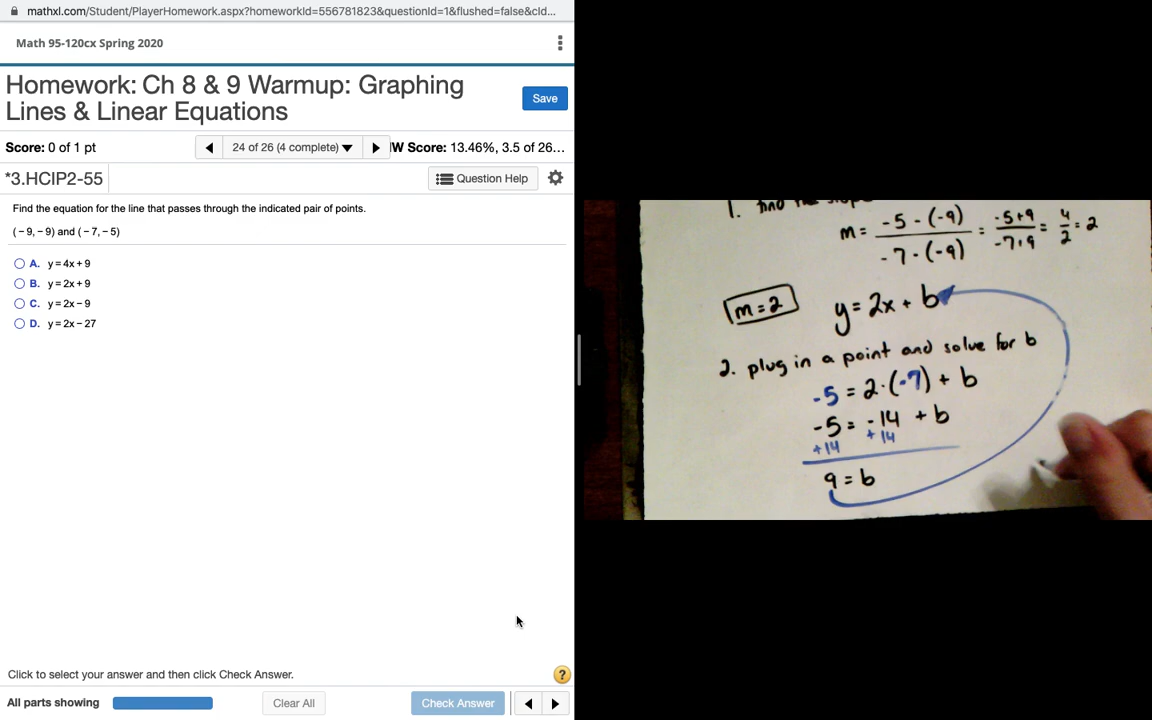 mathxl.com/Student/PlayerHomework.aspx?homeworkId=556781823&questionId=1&flushed=false&cId...
Math 95-120cx Spring 2020
Homework: Ch 8 & 9 Warmup: Graphing
Lines & Linear Equations
Save
Score: 0 of 1 pt
24 of 26 (4 complete)
W Score: 13.46%, 3.5 of 26...
*3.HCIP2-55
Question Help
Find the equation for the line that passes through the indicated pair of points.
(-9,-9) and (-7,-5)
A. y=4x+9
B. y=2x+9
C. y=2x-9
D. y=2x-27
Click to select your answer and then click Check Answer.
?
All parts showing
Clear All
Check Answer
1. find the slope
m = -5-(-9) / -7-(-9) = -5+9 / -7+9 = 4/2 = 2
m=2
y=2x+b
2. plug in a point and solve for b
-5 = 2·(-7) + b
-5 = -14 + b
+14 +14
9 = b